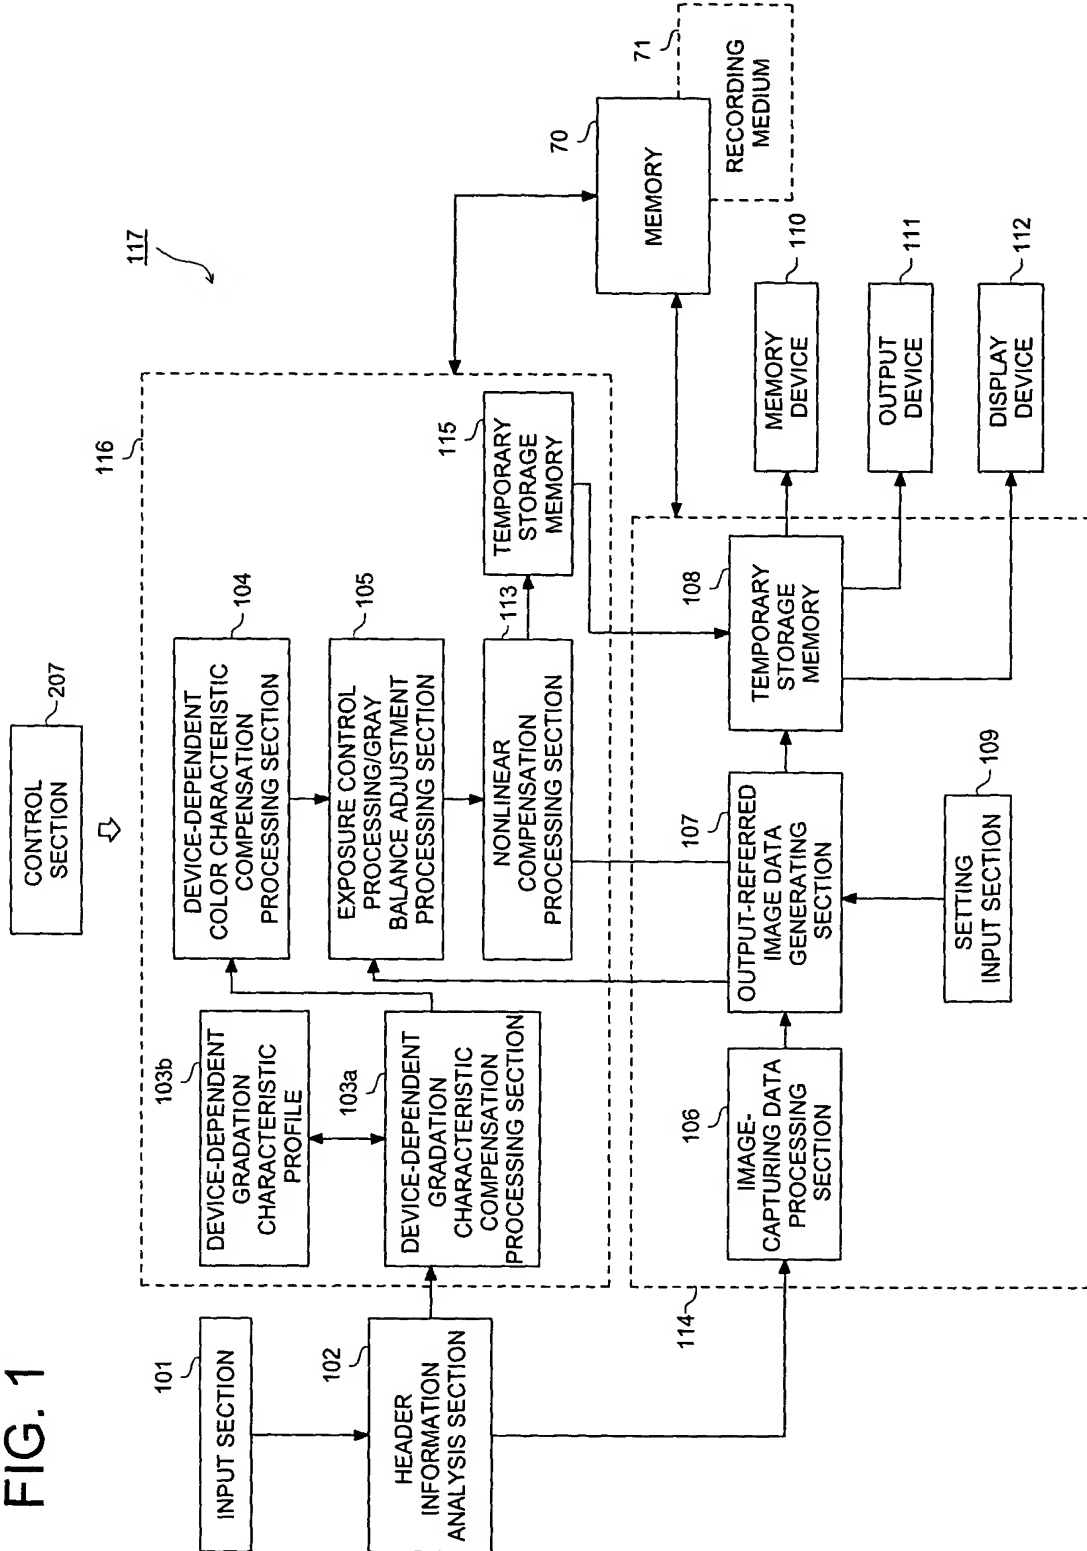 FIG. 1
117
CONTROL
SECTION
207
101
INPUT SECTION
102
HEADER
INFORMATION
ANALYSIS SECTION
116
103b
DEVICE-DEPENDENT
GRADATION
CHARACTERISTIC
PROFILE
103a
DEVICE-DEPENDENT
GRADATION
CHARACTERISTIC
COMPENSATION
PROCESSING SECTION
104
DEVICE-DEPENDENT
COLOR CHARACTERISTIC
COMPENSATION
PROCESSING SECTION
105
EXPOSURE CONTROL
PROCESSING/GRAY
BALANCE ADJUSTMENT
PROCESSING SECTION
113
NONLINEAR
COMPENSATION
PROCESSING SECTION
115
TEMPORARY
STORAGE
MEMORY
70
MEMORY
71
RECORDING
MEDIUM
114
106
IMAGE-
CAPTURING DATA
PROCESSING
SECTION
107
OUTPUT-REFERRED
IMAGE DATA
GENERATING
SECTION
108
TEMPORARY
STORAGE
MEMORY
109
SETTING
INPUT SECTION
110
MEMORY
DEVICE
111
OUTPUT
DEVICE
112
DISPLAY
DEVICE